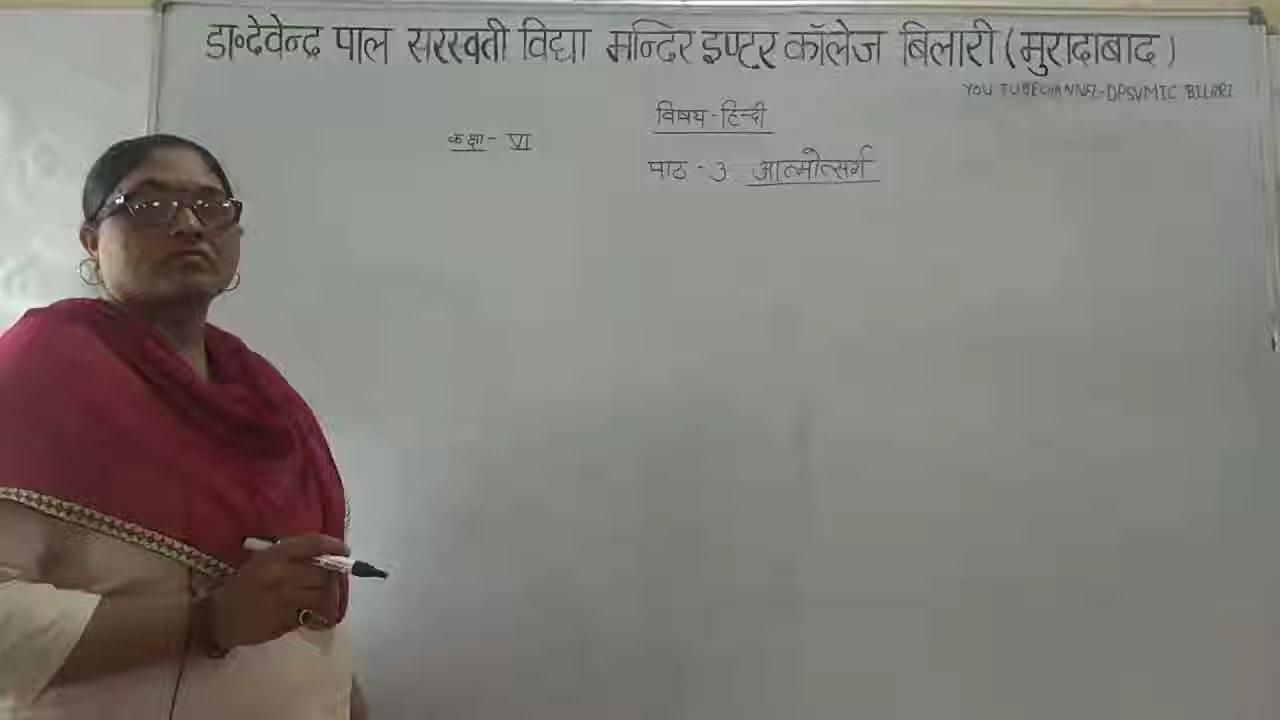 डा०देवेन्द्र पाल सरस्वती विद्या मन्दिर इण्टर कॉलेज बिलारी (मुरादाबाद)
YOU TUBE CHANNEL-DPSVMIC BILARI
विषय - हिन्दी
कक्षा - VI
पाठ - 3 आत्मोत्सर्ग